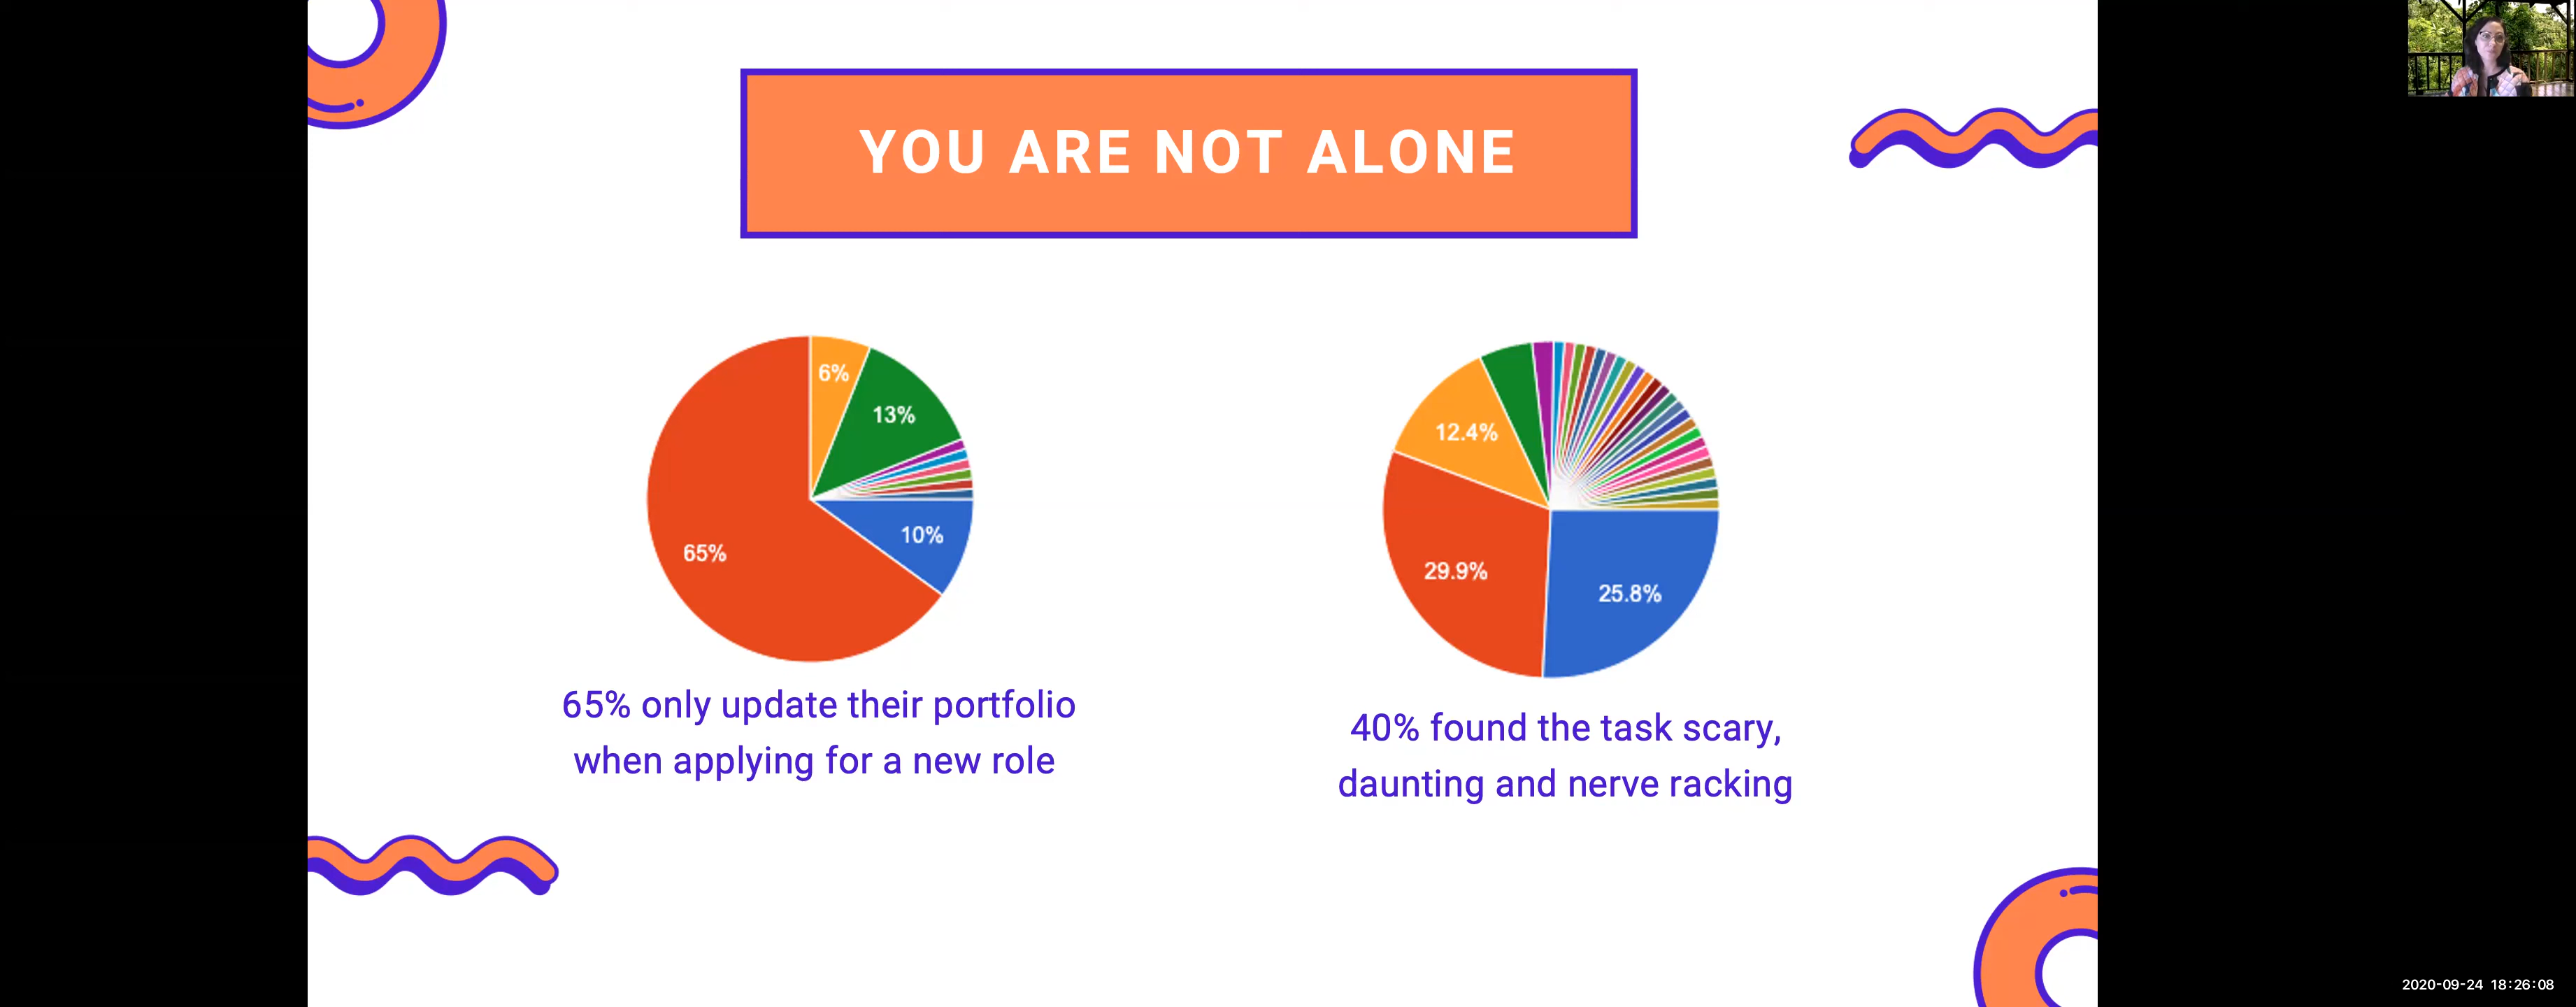 YOU ARE NOT ALONE
6%
13%
10%
65%
65% only update their portfolio
when applying for a new role
12.4%
29.9%
25.8%
40% found the task scary,
daunting and nerve racking
2020-09-24 18:26:08